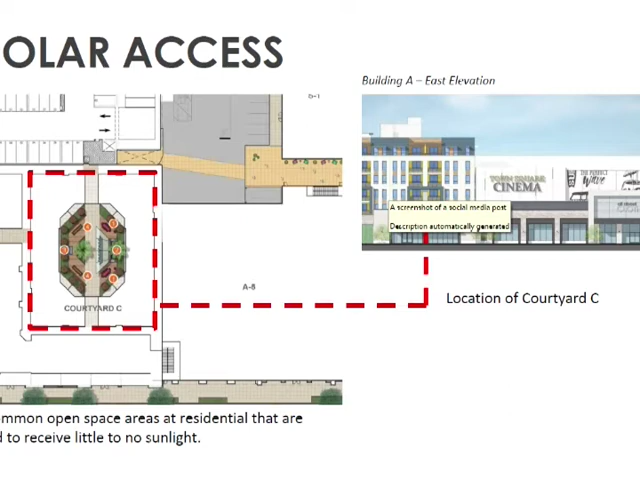 OLAR ACCESS
Building A – East Elevation
TOWN SQUARE
CINEMA
THE PERFECT
Wave
A screenshot of a social media post
Description automatically generated
A-8
Location of Courtyard C
COURTYARD C
mmon open space areas at residential that are
d to receive little to no sunlight.